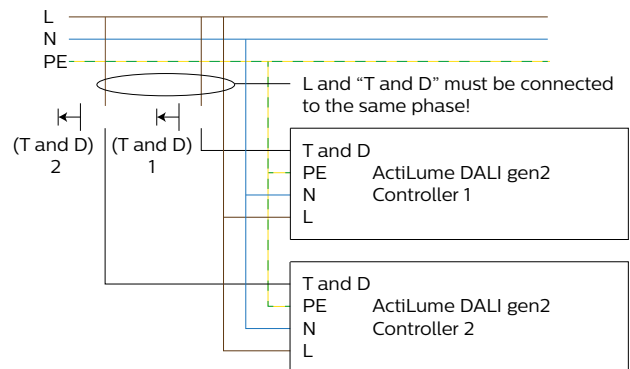 L
N
PE
L and “T and D” must be connected
to the same phase!
(T and D)
2
(T and D)
1
T and D
PE ActiLume DALI gen2
N Controller 1
L
T and D
PE ActiLume DALI gen2
N Controller 2
L